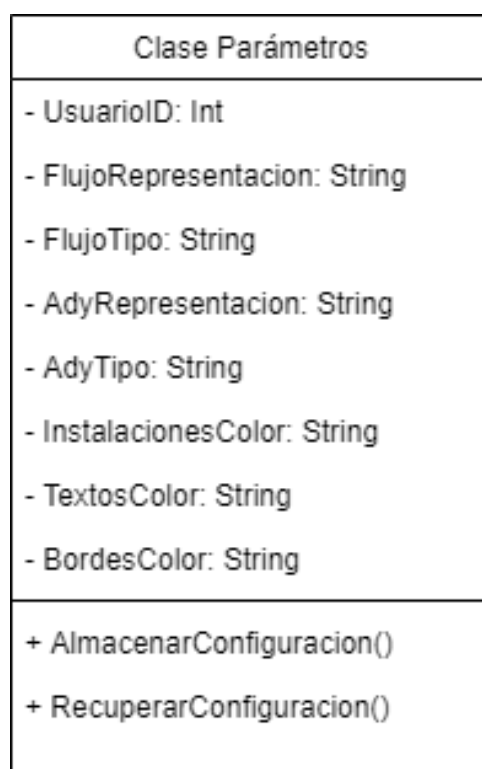 Clase Parámetros
- UsuarioID: Int
- FlujoRepresentacion: String
- FlujoTipo: String
- AdyRepresentacion: String
- AdyTipo: String
- InstalacionesColor: String
- TextosColor: String
- BordesColor: String
+ AlmacenarConfiguracion()
+ RecuperarConfiguracion()